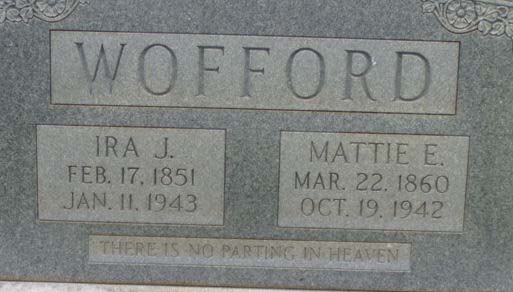 WOFFORD
IRA J.
FEB. 17, 1851
JAN. 11, 1943
MATTIE E.
MAR. 22, 1860
OCT. 19, 1942
THERE IS NO PARTING IN HEAVEN